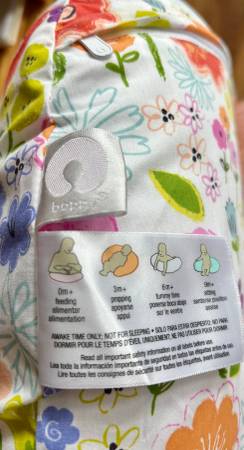 boppy
0m+ 3m+ 6m+ 9m+
feeding propping tummy time sitting
alimentar apoyarse ponerse boca abajo sentarse
alimentation appui sur le ventre assise
AWAKE TIME ONLY; NOT FOR SLEEPING • SOLO PARA ESTAR DESPIERTO, NO PARA
DORMIR POUR LE TEMPS D'ÉVEIL UNIQUEMENT, NE PAS UTILISER POUR DORMIR
Read all important safety information on all labels before use.
Lea toda la información importante de seguridad en todas las etiquetas antes de usar.
Lire toutes les consignes de sécurité sur toutes les étiquettes, avant utilisation.